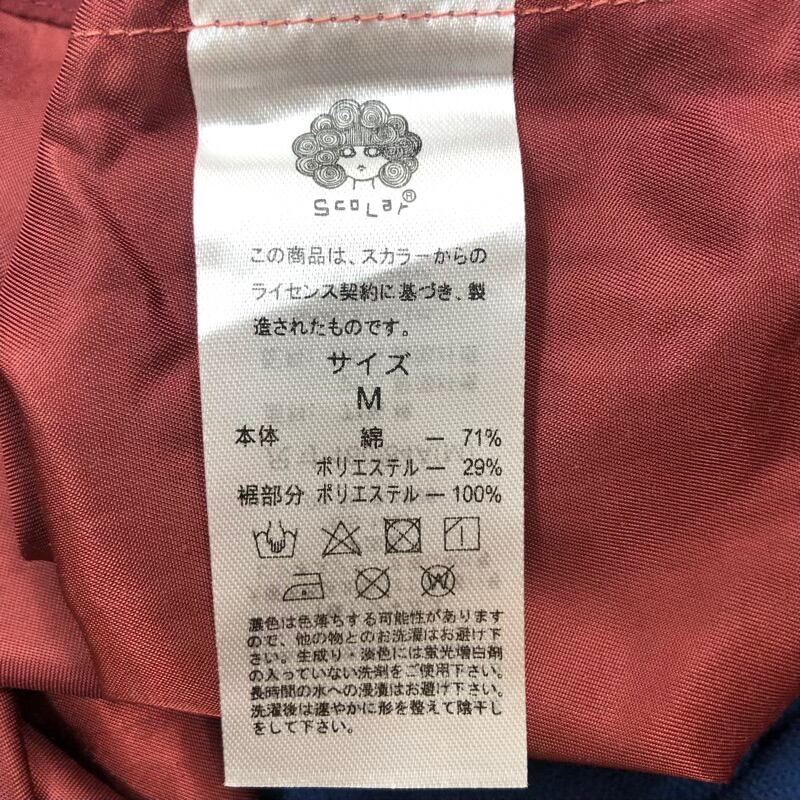 ScoLar®
この商品は、スカラーからの
ライセンス契約に基づき、製
造されたものです。
サイズ
M
本体 綿 — 71%
ポリエステル — 29%
裾部分 ポリエステル — 100%
濃色は色落ちする可能性があります
ので、他の物とのお洗濯はお避け下
さい。生成り・淡色には蛍光増白剤
の入っていない洗剤をご使用下さい。
長時間の水への浸漬はお避け下さい。
洗濯後は速やかに形を整えて陰干し
をして下さい。